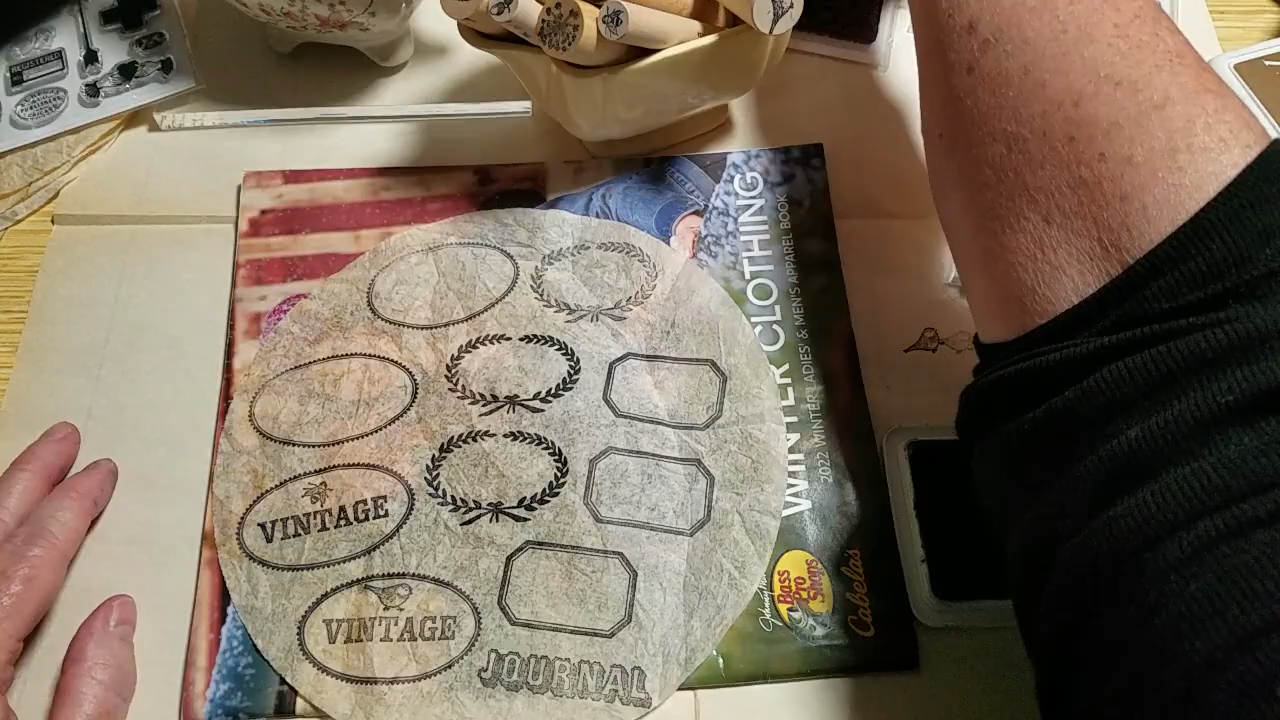 REGISTERED
WINTER CLOTHING
2022 WINTER LADIES' & MEN'S APPAREL BOOK
VINTAGE
VINTAGE
JOURNAL
Bass
Pro
Shops
Cabela's